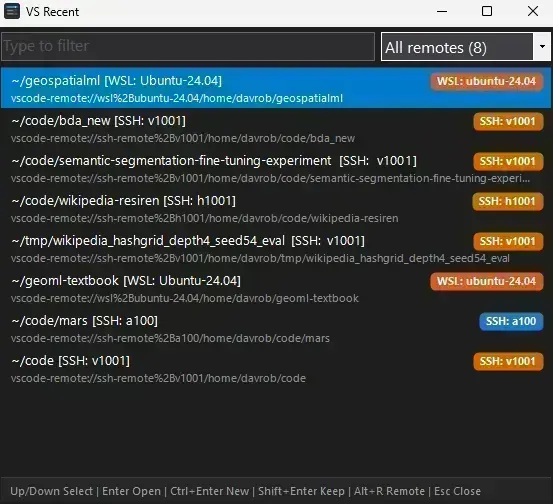 VS Recent
Type to filter
All remotes (8)
~/geospatialml [WSL: Ubuntu-24.04]
WSL: ubuntu-24.04
vscode-remote://wsl%2Bubuntu-24.04/home/davrob/geospatialml
~/code/bda_new [SSH: v1001]
SSH: v1001
vscode-remote://ssh-remote%2Bv1001/home/davrob/code/bda_new
~/code/semantic-segmentation-fine-tuning-experiment [SSH: v1001]
SSH: v1001
vscode-remote://ssh-remote%2Bv1001/home/davrob/code/semantic-segmentation-fine-tuning-experi...
~/code/wikipedia-resiren [SSH: h1001]
SSH: h1001
vscode-remote://ssh-remote%2Bh1001/home/davrob/code/wikipedia-resiren
~/tmp/wikipedia_hashgrid_depth4_seed54_eval [SSH: v1001]
SSH: v1001
vscode-remote://ssh-remote%2Bv1001/home/davrob/tmp/wikipedia_hashgrid_depth4_seed54_eval
~/geoml-textbook [WSL: Ubuntu-24.04]
WSL: ubuntu-24.04
vscode-remote://wsl%2Bubuntu-24.04/home/davrob/geoml-textbook
~/code/mars [SSH: a100]
SSH: a100
vscode-remote://ssh-remote%2Ba100/home/davrob/code/mars
~/code [SSH: v1001]
SSH: v1001
vscode-remote://ssh-remote%2Bv1001/home/davrob/code
Up/Down Select | Enter Open | Ctrl+Enter New | Shift+Enter Keep | Alt+R Remote | Esc Close